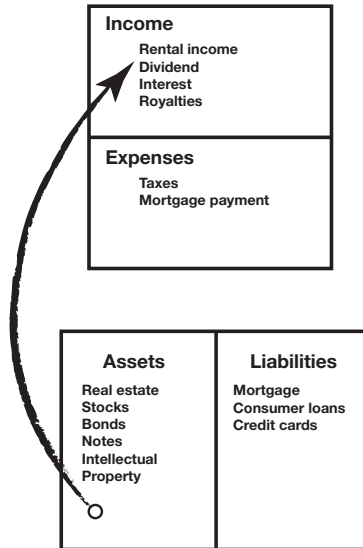 Income
Rental income
Dividend
Interest
Royalties
Expenses
Taxes
Mortgage payment
Assets
Real estate
Stocks
Bonds
Notes
Intellectual
Property
Liabilities
Mortgage
Consumer loans
Credit cards